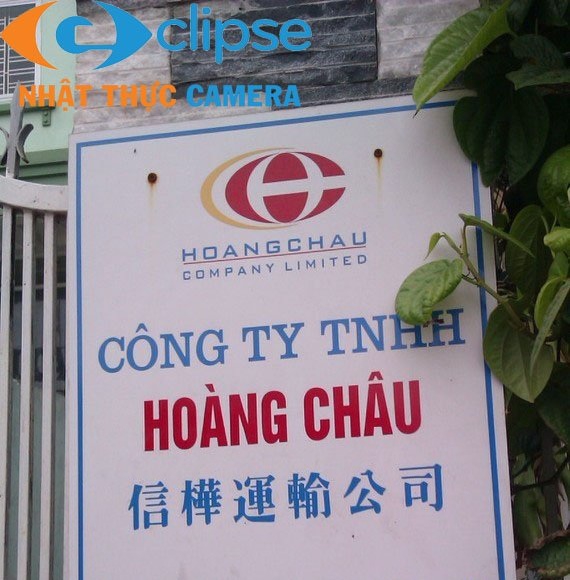 eclipse
NHẬT THỰC CAMERA
HOANGCHAU
COMPANY LIMITED
CÔNG TY TNHH
HOÀNG CHÂU
信樺運輸公司